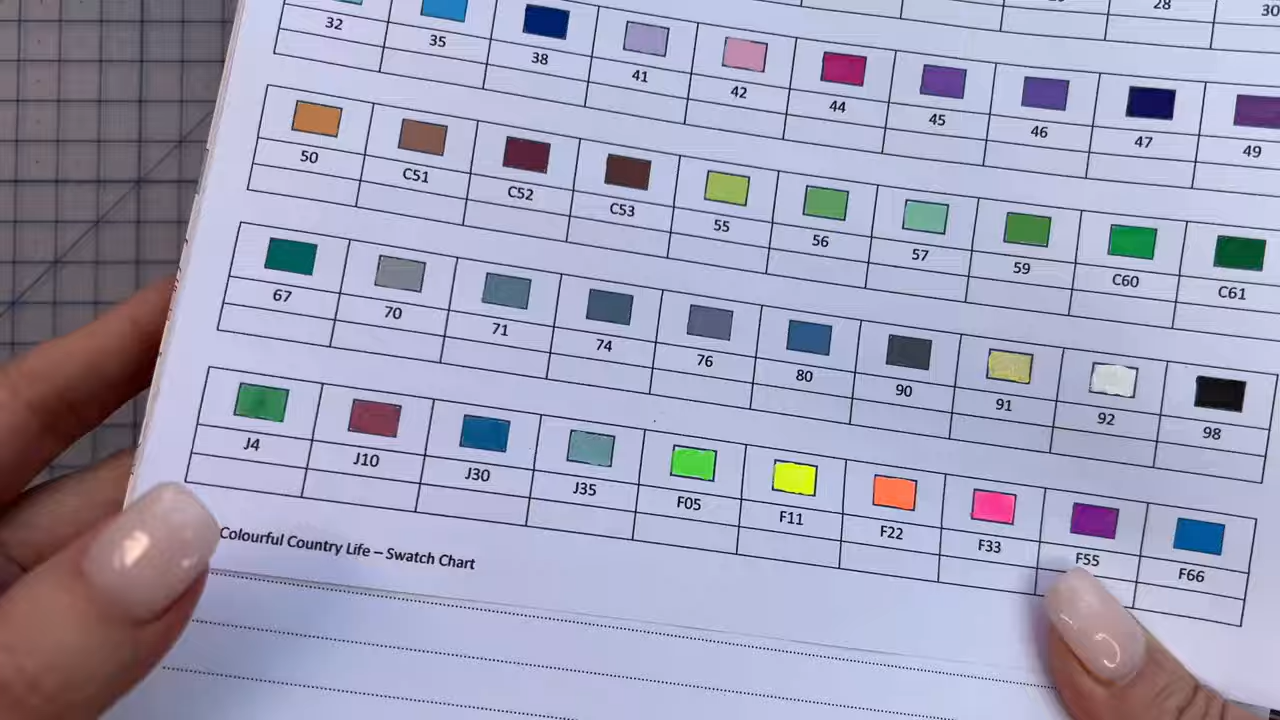 28 30
32 35 38 41 42 44 45 46 47 49
50 C51 C52 C53 55 56 57 59 C60 C61
67 70 71 74 76 80 90 91 92 98
J4 J10 J30 J35 F05 F11 F22 F33 F55 F66
Colourful Country Life – Swatch Chart